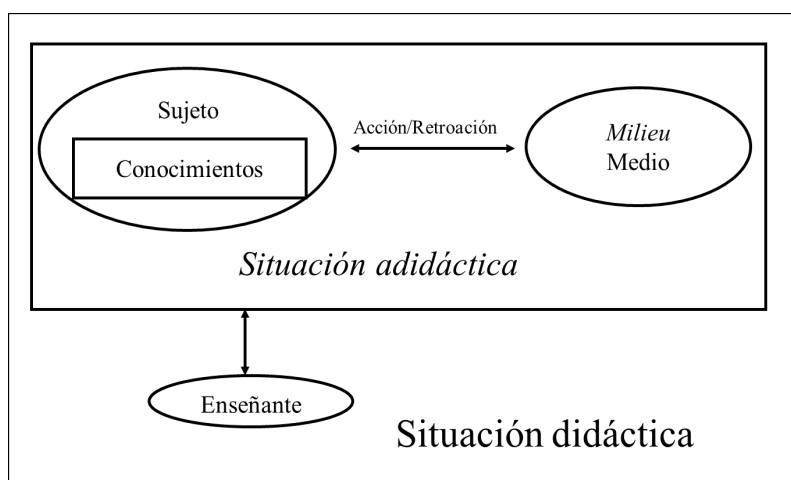 Sujeto
Conocimientos
Acción/Retroación
Milieu
Medio
Situación adidáctica
Enseñante
Situación didáctica